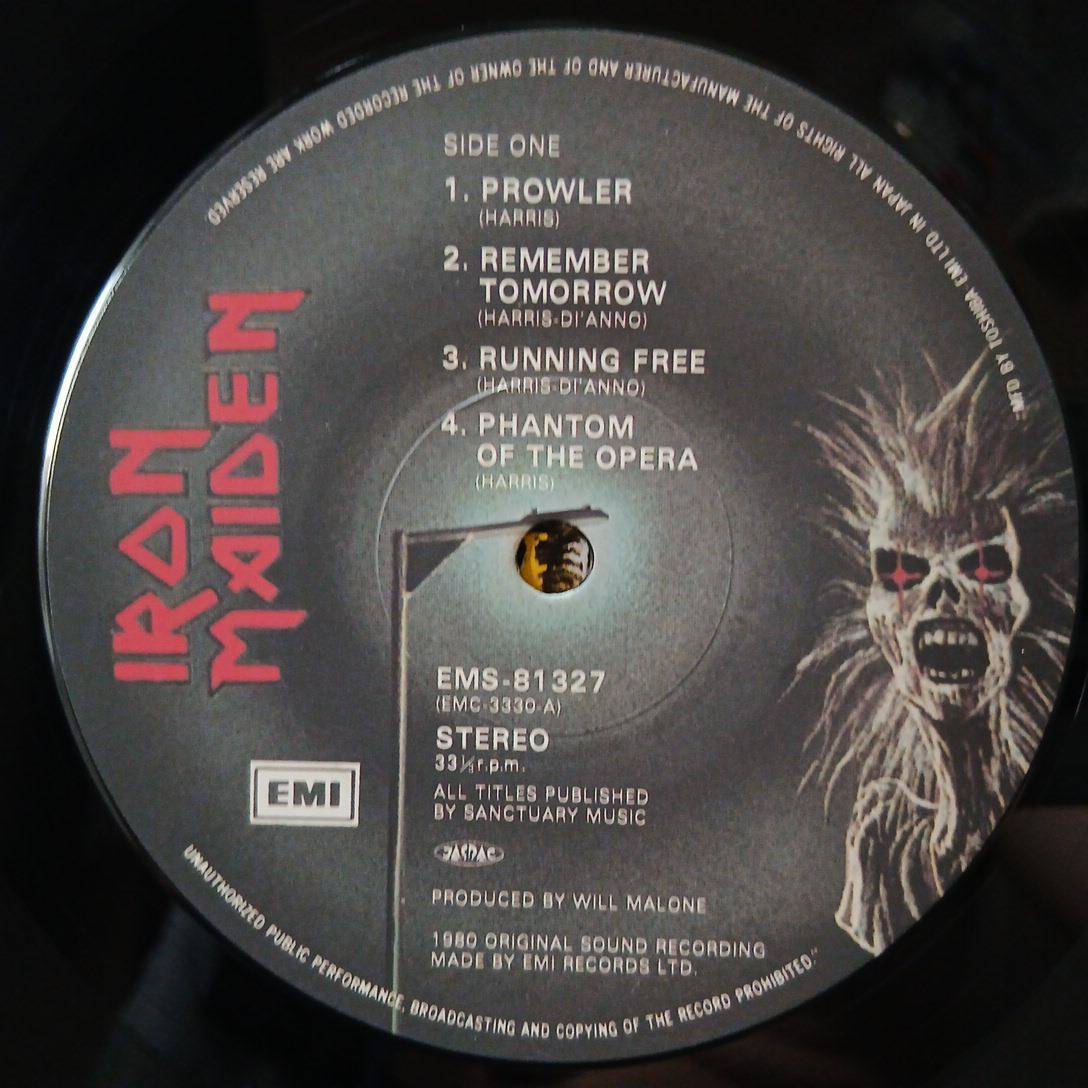 "MF'D BY TOSHIBA EMI LTD. IN JAPAN ALL RIGHTS OF THE MANUFACTURER AND OF THE OWNER OF THE RECORDED WORK ARE RESERVED
SIDE ONE
1. PROWLER
(HARRIS)
2. REMEMBER
TOMORROW
(HARRIS-DI'ANNO)
3. RUNNING FREE
(HARRIS-DI'ANNO)
4. PHANTOM
OF THE OPERA
(HARRIS)
IRON
MAIDEN
EMS-81327
(EMC-3330-A)
STEREO
33⅓r.p.m.
EMI
ALL TITLES PUBLISHED
BY SANCTUARY MUSIC
JASRAC
PRODUCED BY WILL MALONE
1980 ORIGINAL SOUND RECORDING
MADE BY EMI RECORDS LTD.
UNAUTHORIZED PUBLIC PERFORMANCE, BROADCASTING AND COPYING OF THE RECORD PROHIBITED."